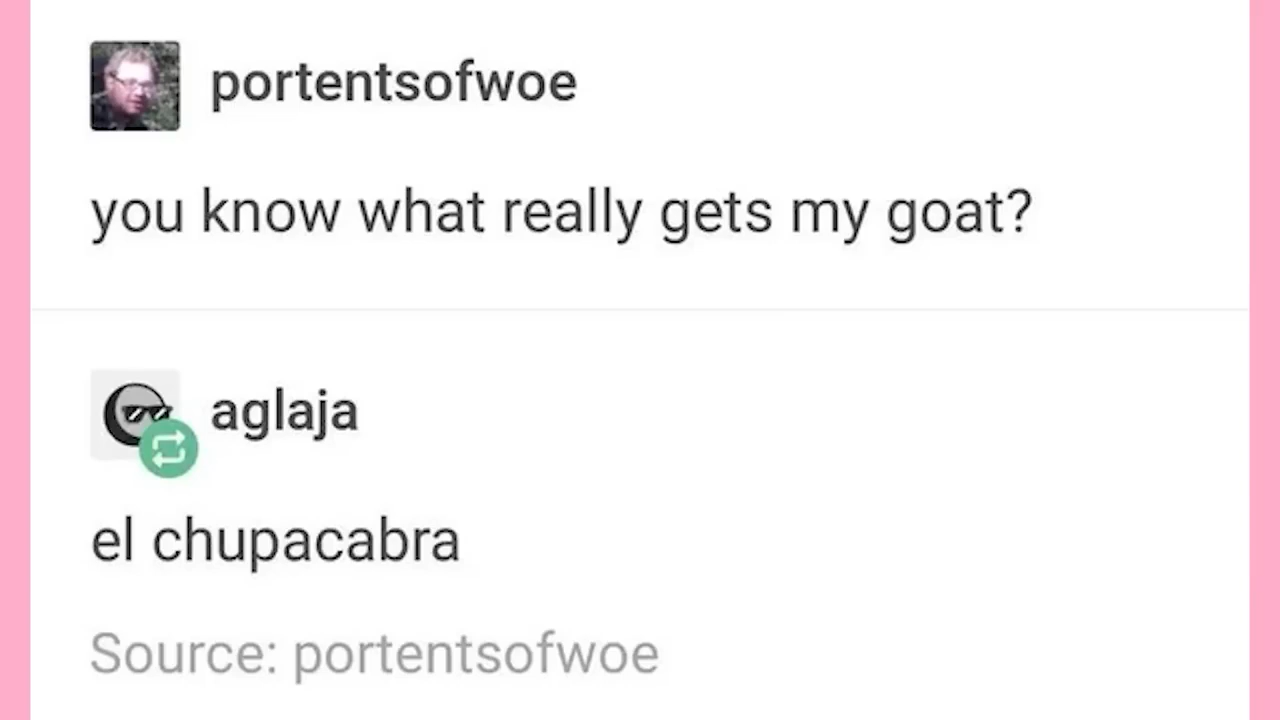 portentsofwoe
you know what really gets my goat?
aglaja
el chupacabra
Source: portentsofwoe